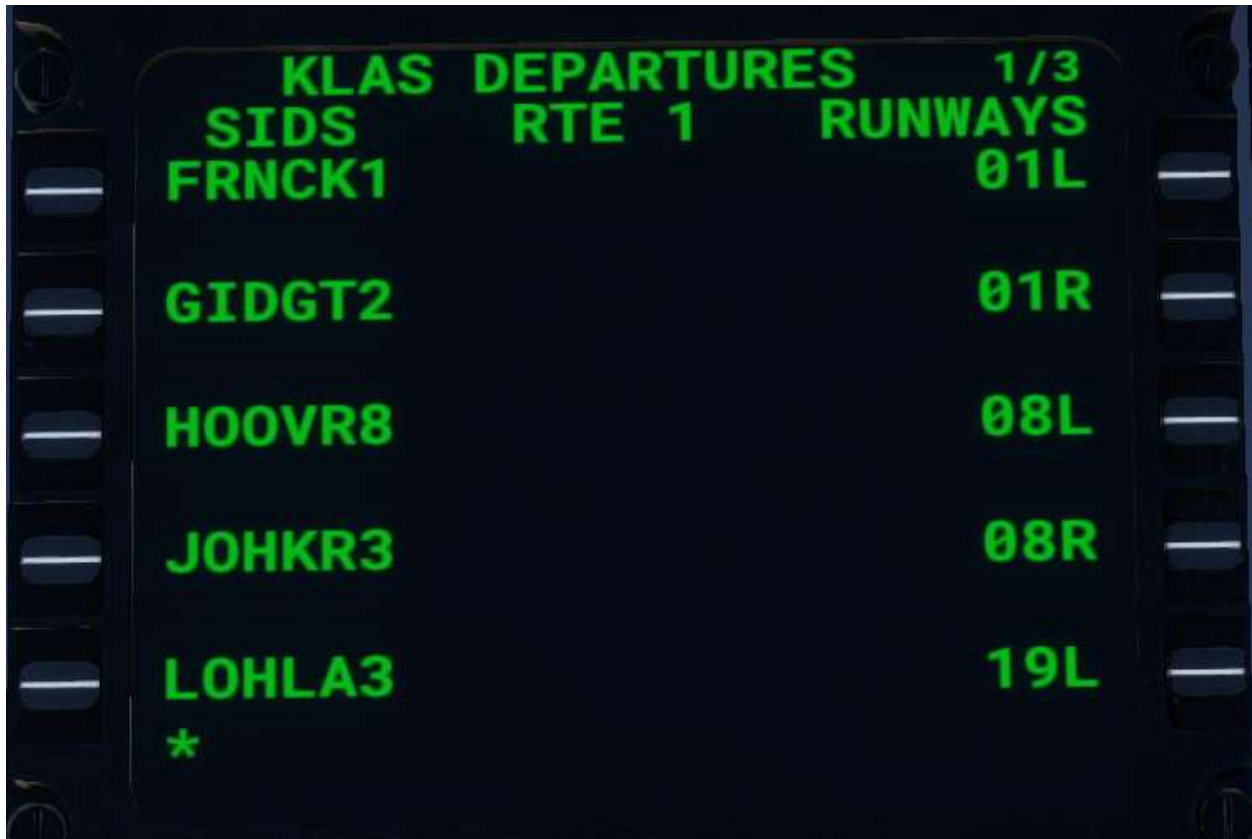 KLAS DEPARTURES 1/3
SIDS RTE 1 RUNWAYS
FRNCK1 01L
GIDGT2 01R
HOOVR8 08L
JOHKR3 08R
LOHLA3 19L
*